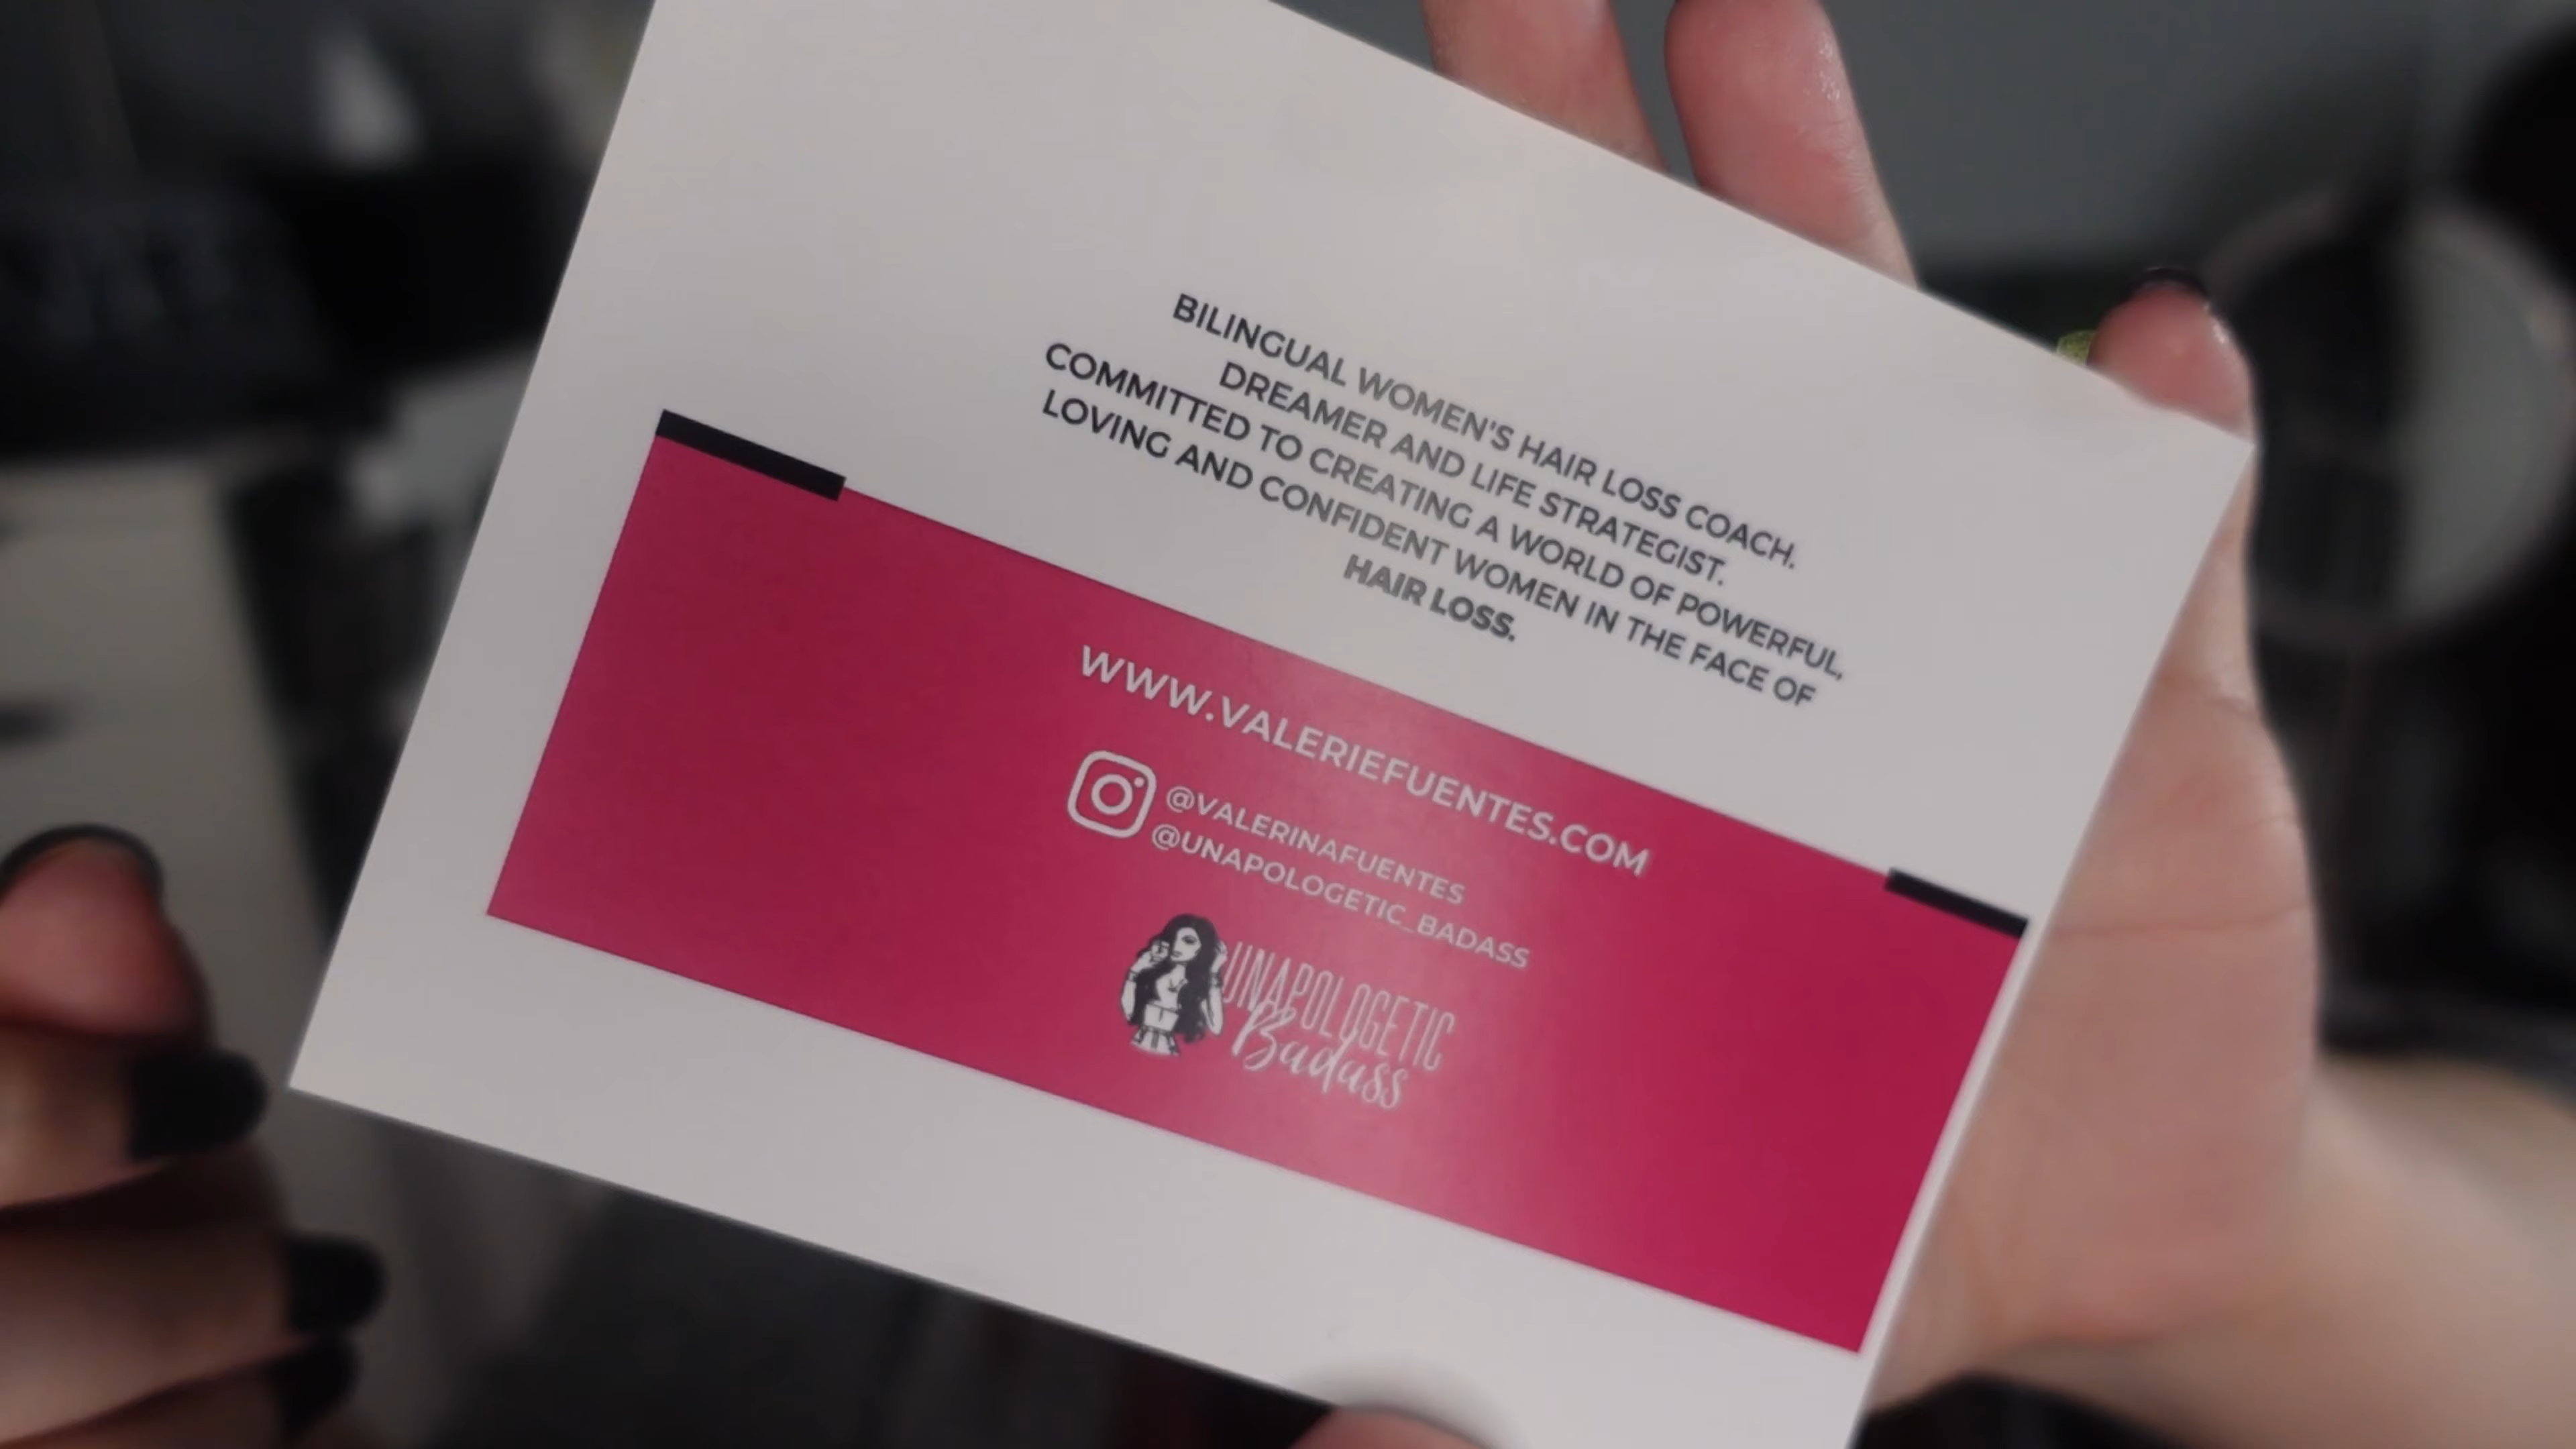 BILINGUAL WOMEN'S HAIR LOSS COACH.
DREAMER AND LIFE STRATEGIST.
COMMITTED TO CREATING A WORLD OF POWERFUL,
LOVING AND CONFIDENT WOMEN IN THE FACE OF
HAIR LOSS.
WWW.VALERIEFUENTES.COM
@VALERINAFUENTES
@UNAPOLOGETIC_BADASS
UNAPOLOGETIC
Badass